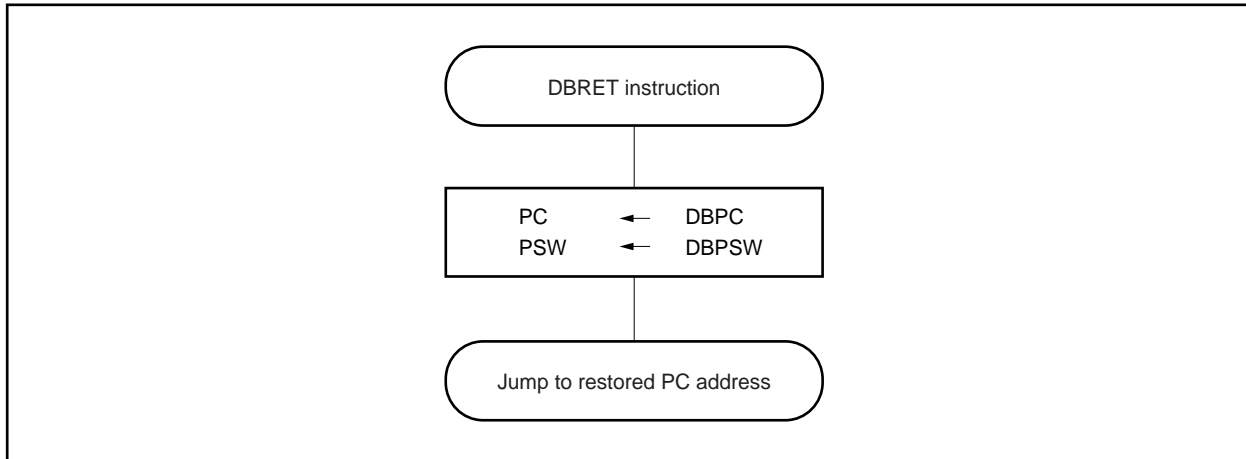 DBRET instruction
PC ← DBPC
PSW ← DBPSW
Jump to restored PC address